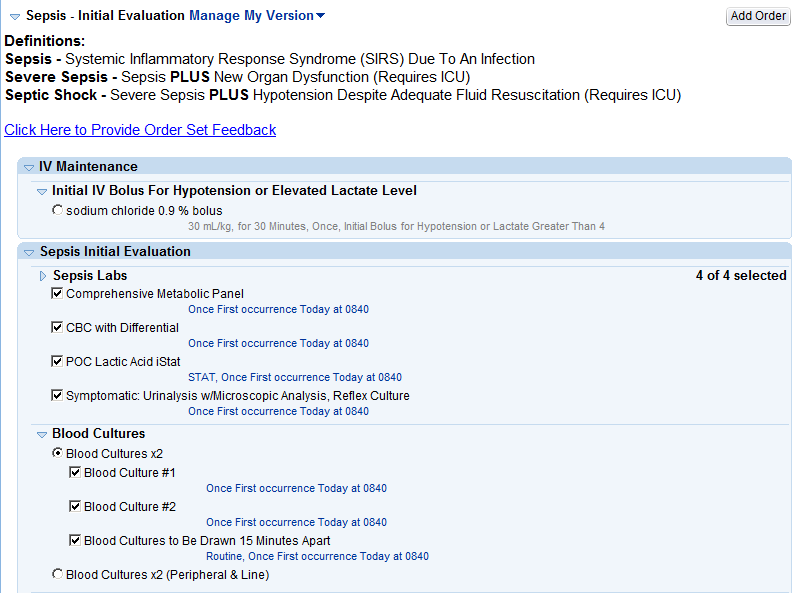 Sepsis - Initial Evaluation Manage My Version
Add Order
Definitions:
Sepsis - Systemic Inflammatory Response Syndrome (SIRS) Due To An Infection
Severe Sepsis - Sepsis PLUS New Organ Dysfunction (Requires ICU)
Septic Shock - Severe Sepsis PLUS Hypotension Despite Adequate Fluid Resuscitation (Requires ICU)
Click Here to Provide Order Set Feedback
IV Maintenance
Initial IV Bolus For Hypotension or Elevated Lactate Level
sodium chloride 0.9 % bolus
30 mL/kg, for 30 Minutes, Once, Initial Bolus for Hypotension or Lactate Greater Than 4
Sepsis Initial Evaluation
Sepsis Labs 4 of 4 selected
Comprehensive Metabolic Panel
Once First occurrence Today at 0840
CBC with Differential
Once First occurrence Today at 0840
POC Lactic Acid iStat
STAT, Once First occurrence Today at 0840
Symptomatic: Urinalysis w/Microscopic Analysis, Reflex Culture
Once First occurrence Today at 0840
Blood Cultures
Blood Cultures x2
Blood Culture #1
Once First occurrence Today at 0840
Blood Culture #2
Once First occurrence Today at 0840
Blood Cultures to Be Drawn 15 Minutes Apart
Routine, Once First occurrence Today at 0840
Blood Cultures x2 (Peripheral & Line)